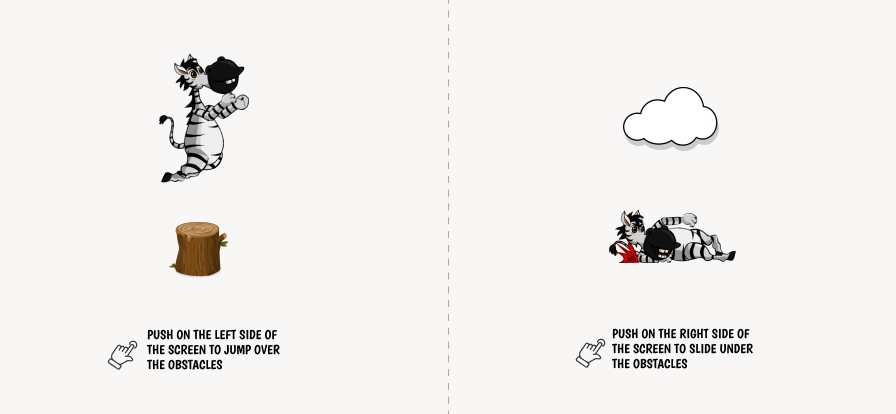 PUSH ON THE LEFT SIDE OF
THE SCREEN TO JUMP OVER
THE OBSTACLES
PUSH ON THE RIGHT SIDE OF
THE SCREEN TO SLIDE UNDER
THE OBSTACLES